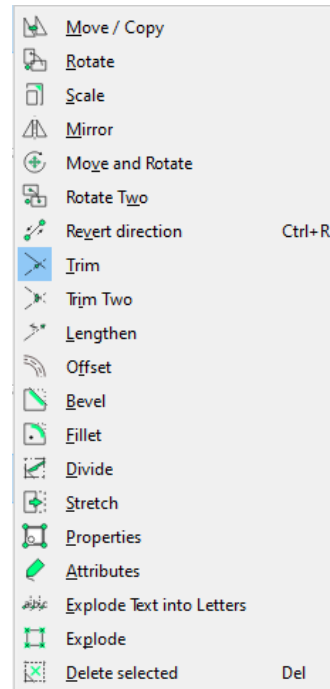 Move / Copy
Rotate
Scale
Mirror
Move and Rotate
Rotate Two
Revert direction Ctrl+R
Trim
Trim Two
Lengthen
Offset
Bevel
Fillet
Divide
Stretch
Properties
Attributes
Explode Text into Letters
Explode
Delete selected Del